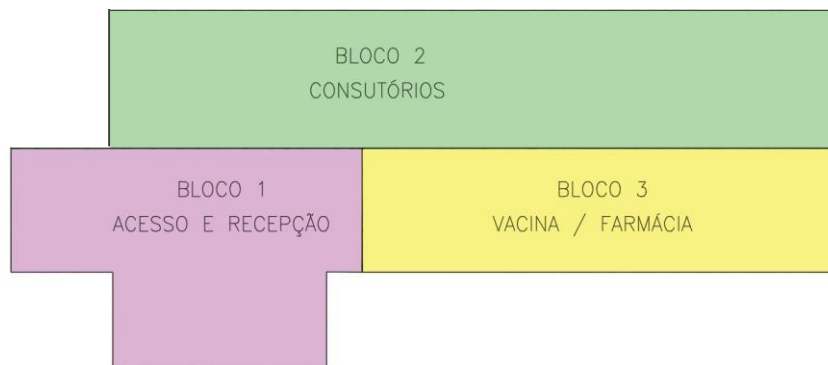 BLOCO 2
CONSUTÓRIOS
BLOCO 1
ACESSO E RECEPÇÃO
BLOCO 3
VACINA / FARMÁCIA